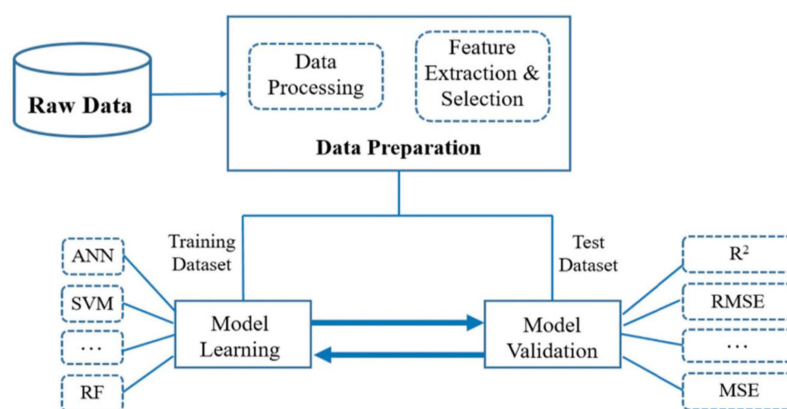 Raw Data
Data
Processing
Feature
Extraction &
Selection
Data Preparation
Training
Dataset
Test
Dataset
ANN
SVM
...
RF
Model
Learning
Model
Validation
R²
RMSE
...
MSE